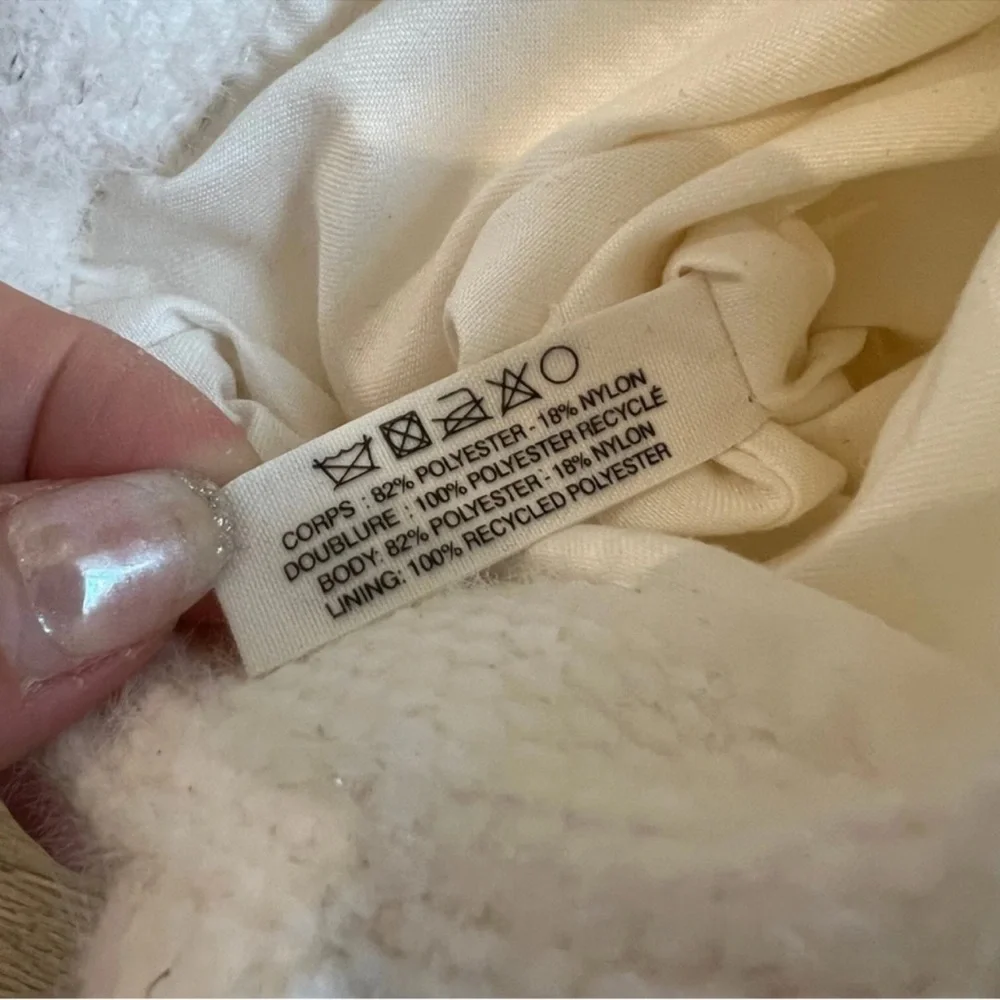 CORPS : 82% POLYESTER - 18% NYLON
DOUBLURE : 100% POLYESTER RECYCLÉ
BODY: 82% POLYESTER - 18% NYLON
LINING: 100% RECYCLED POLYESTER